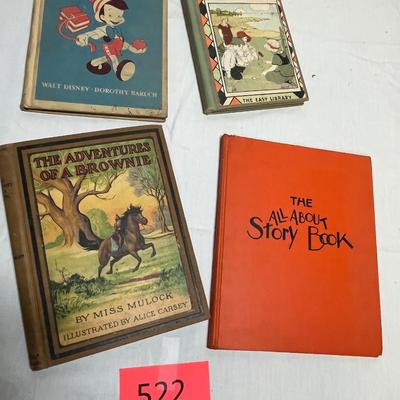 WALT DISNEY · DOROTHY BARUCH
THE EASY LIBRARY
THE ADVENTURES
OF A BROWNIE
BY MISS MULOCK
ILLUSTRATED BY ALICE CARSEY
THE
ALL ABOUT
Story Book
522